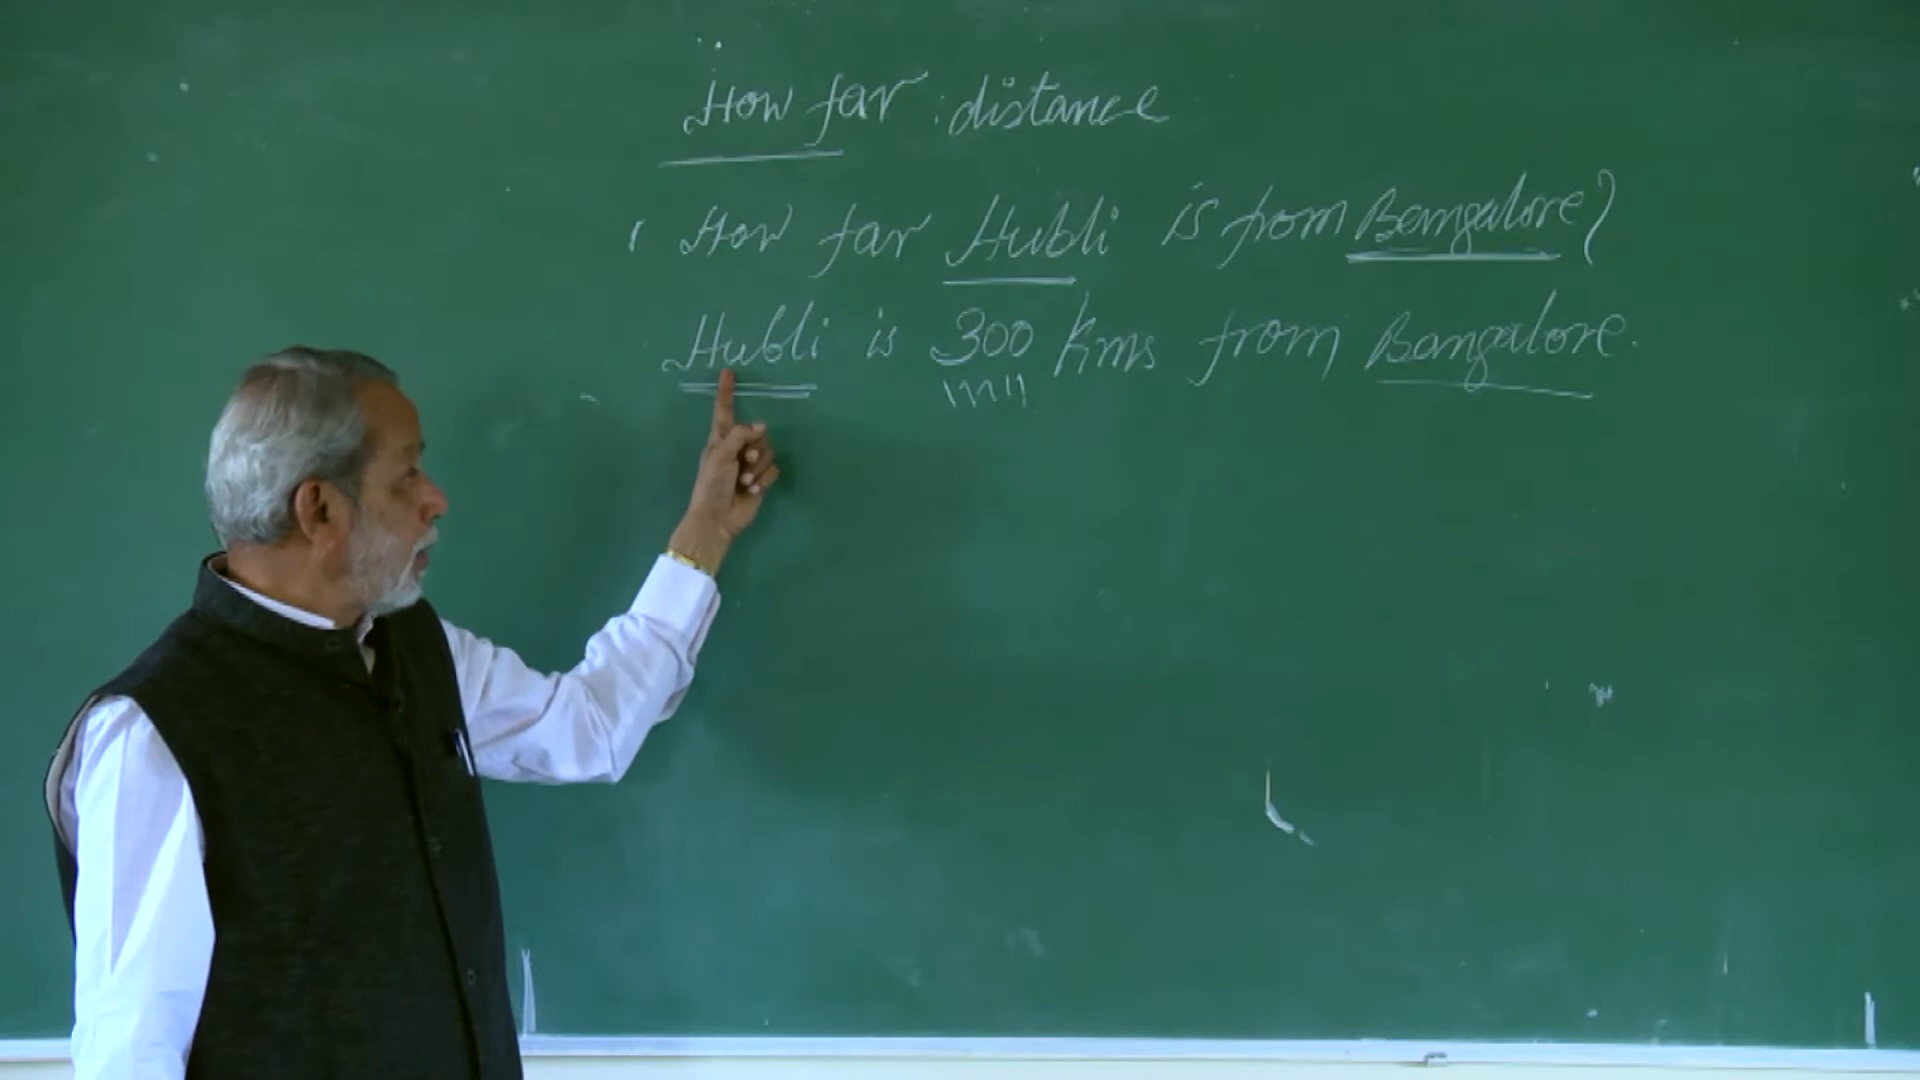 How far : distance
1 How far Hubli is from Bangalore?
Hubli is 300 kms from Bangalore.